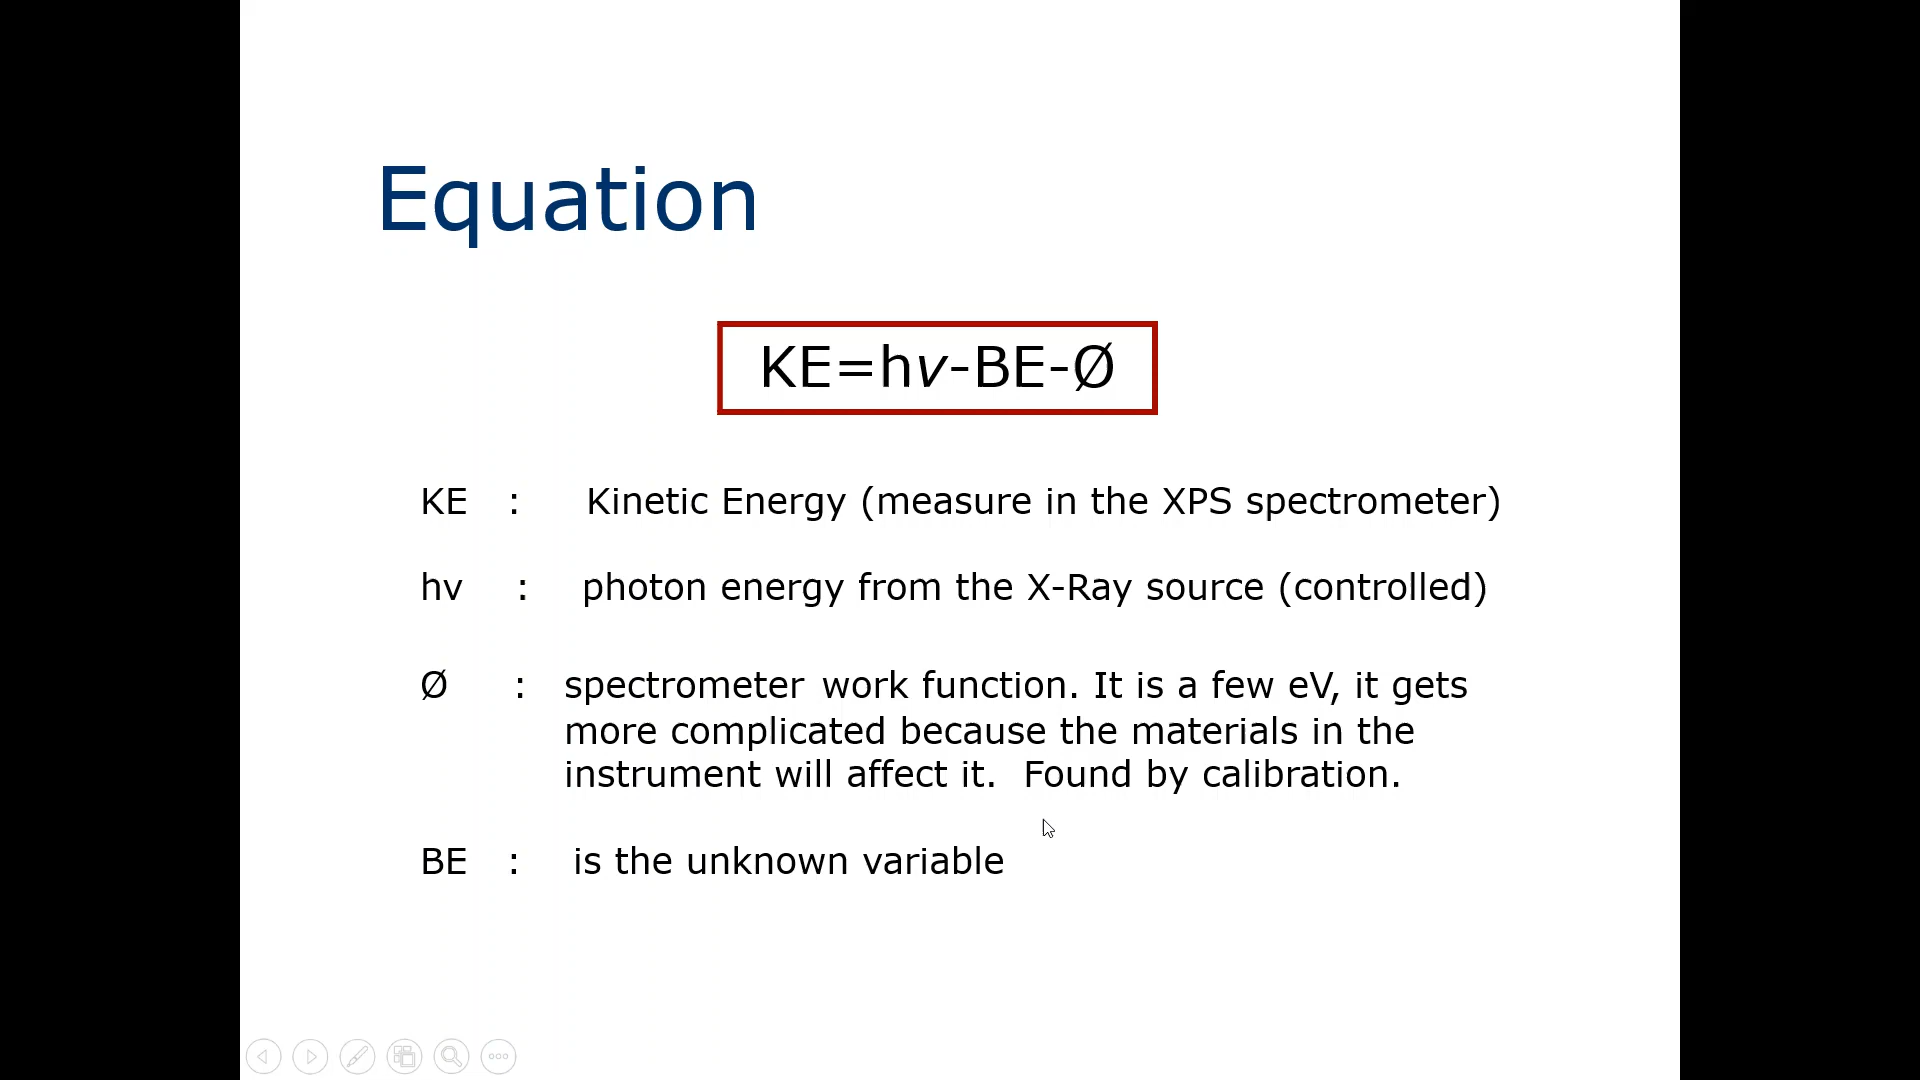 Equation
KE=hv-BE-Ø
KE : Kinetic Energy (measure in the XPS spectrometer)
hv : photon energy from the X-Ray source (controlled)
Ø : spectrometer work function. It is a few eV, it gets
more complicated because the materials in the
instrument will affect it. Found by calibration.
BE : is the unknown variable